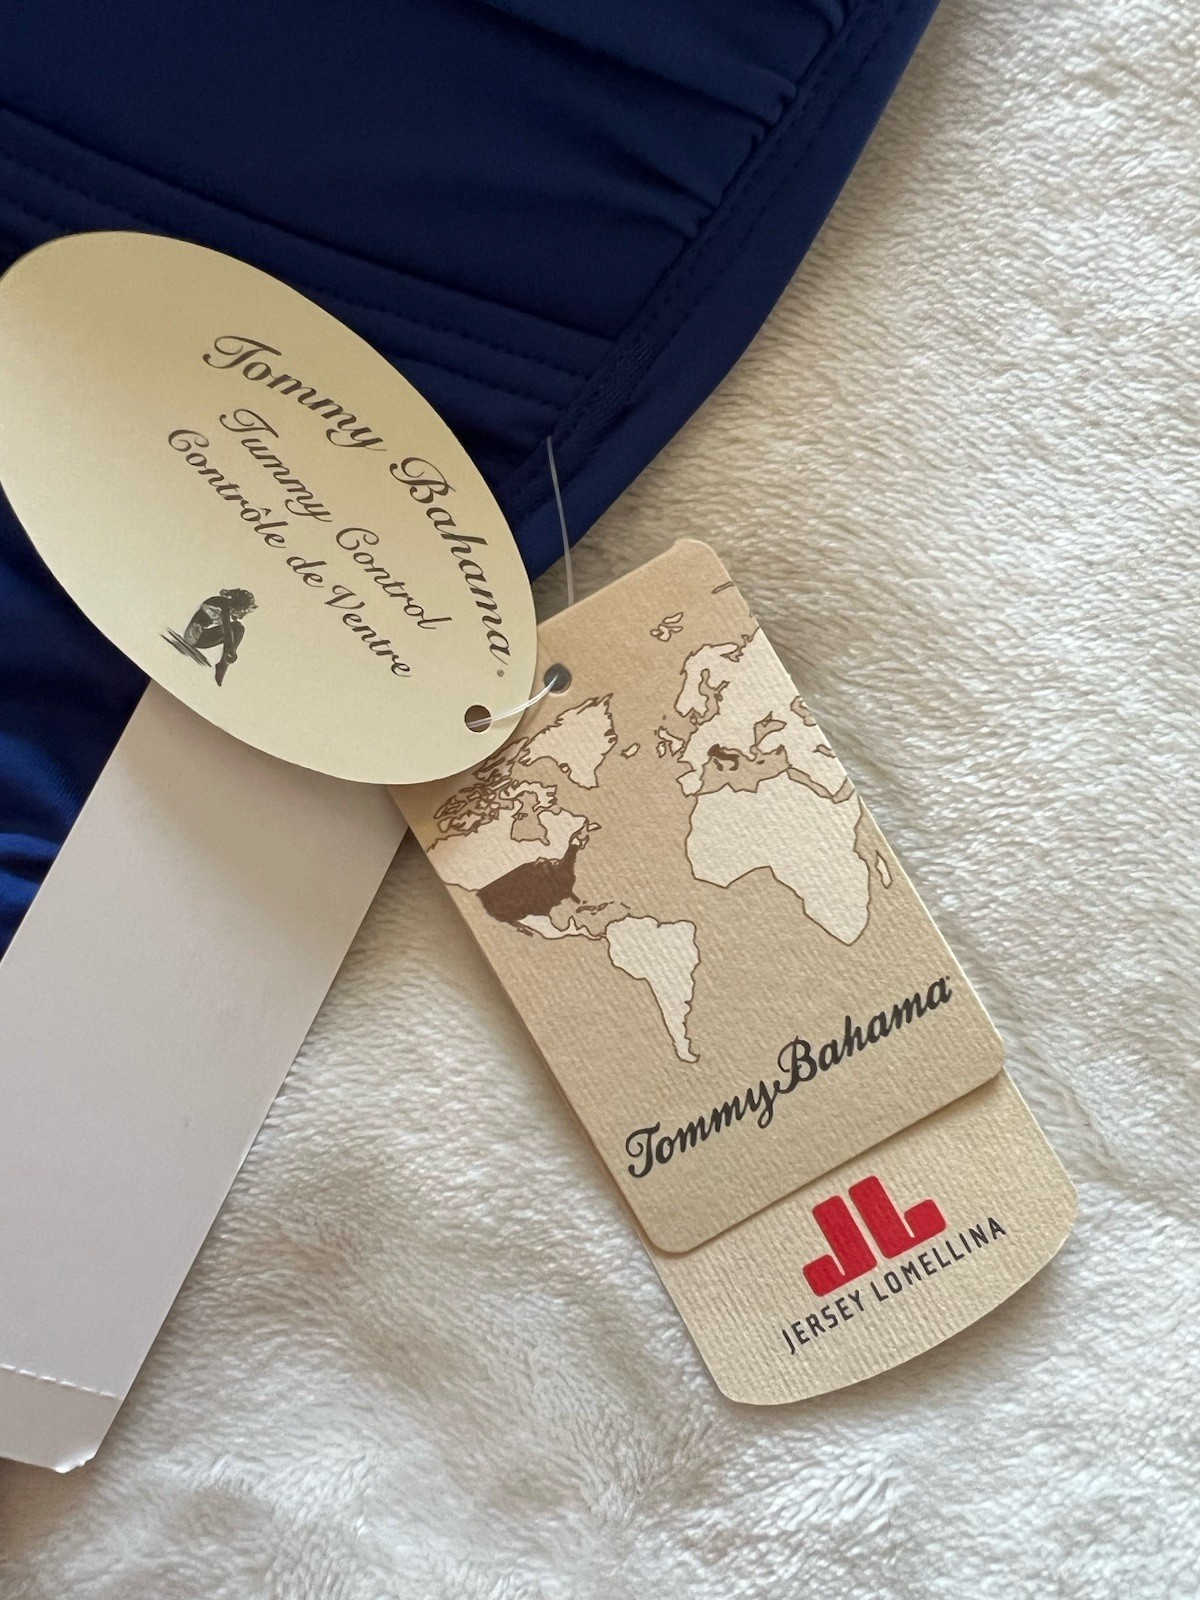 Tommy Bahama.
Tummy Control
Contrôle de Ventre
Tommy Bahama
JL
JERSEY LOMELLINA